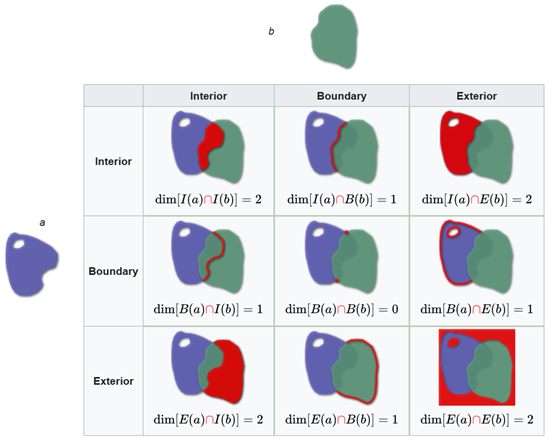 b
Interior Boundary Exterior
Interior
dim[I(a)∩I(b)] = 2 dim[I(a)∩B(b)] = 1 dim[I(a)∩E(b)] = 2
a
Boundary
dim[B(a)∩I(b)] = 1 dim[B(a)∩B(b)] = 0 dim[B(a)∩E(b)] = 1
Exterior
dim[E(a)∩I(b)] = 2 dim[E(a)∩B(b)] = 1 dim[E(a)∩E(b)] = 2